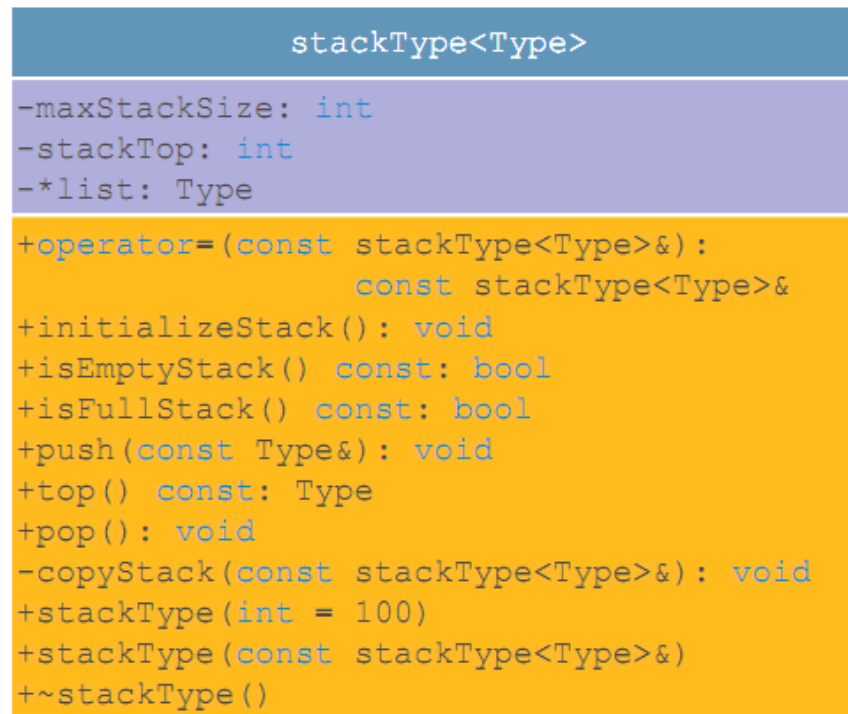 stackType<Type>
-maxStackSize: int
-stackTop: int
-*list: Type
+operator=(const stackType<Type>&):
const stackType<Type>&
+initializeStack(): void
+isEmptyStack() const: bool
+isFullStack() const: bool
+push(const Type&): void
+top() const: Type
+pop(): void
-copyStack(const stackType<Type>&): void
+stackType(int = 100)
+stackType(const stackType<Type>&)
+~stackType()